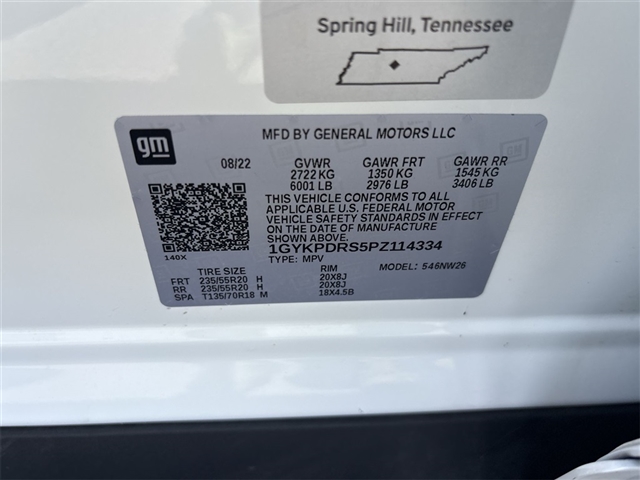 Spring Hill, Tennessee
gm
MFD BY GENERAL MOTORS LLC
08/22 GVWR GAWR FRT GAWR RR
2722 KG 1350 KG 1545 KG
6001 LB 2976 LB 3406 LB
THIS VEHICLE CONFORMS TO ALL
APPLICABLE U.S. FEDERAL MOTOR
VEHICLE SAFETY STANDARDS IN EFFECT
ON THE DATE OF MANUFACTURE
SHOWN ABOVE.
1GYKPDRS5PZ114334
140X
TYPE: MPV MODEL: 546NW26
TIRE SIZE RIM
FRT 235/55R20 H 20X8J
RR 235/55R20 H 20X8J
SPA T135/70R18 M 18X4.5B